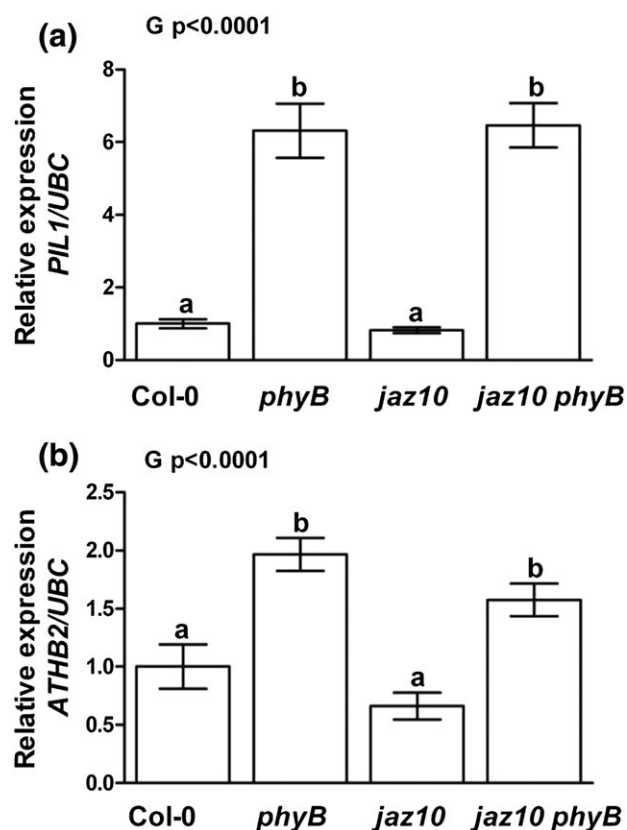 (a)
G p<0.0001
Relative expression
PIL1/UBC
8
6
4
2
0
a
b
a
b
Col-0 phyB jaz10 jaz10 phyB
(b)
G p<0.0001
Relative expression
ATHB2/UBC
2.5
2.0
1.5
1.0
0.5
0.0
a
b
a
b
Col-0 phyB jaz10 jaz10 phyB